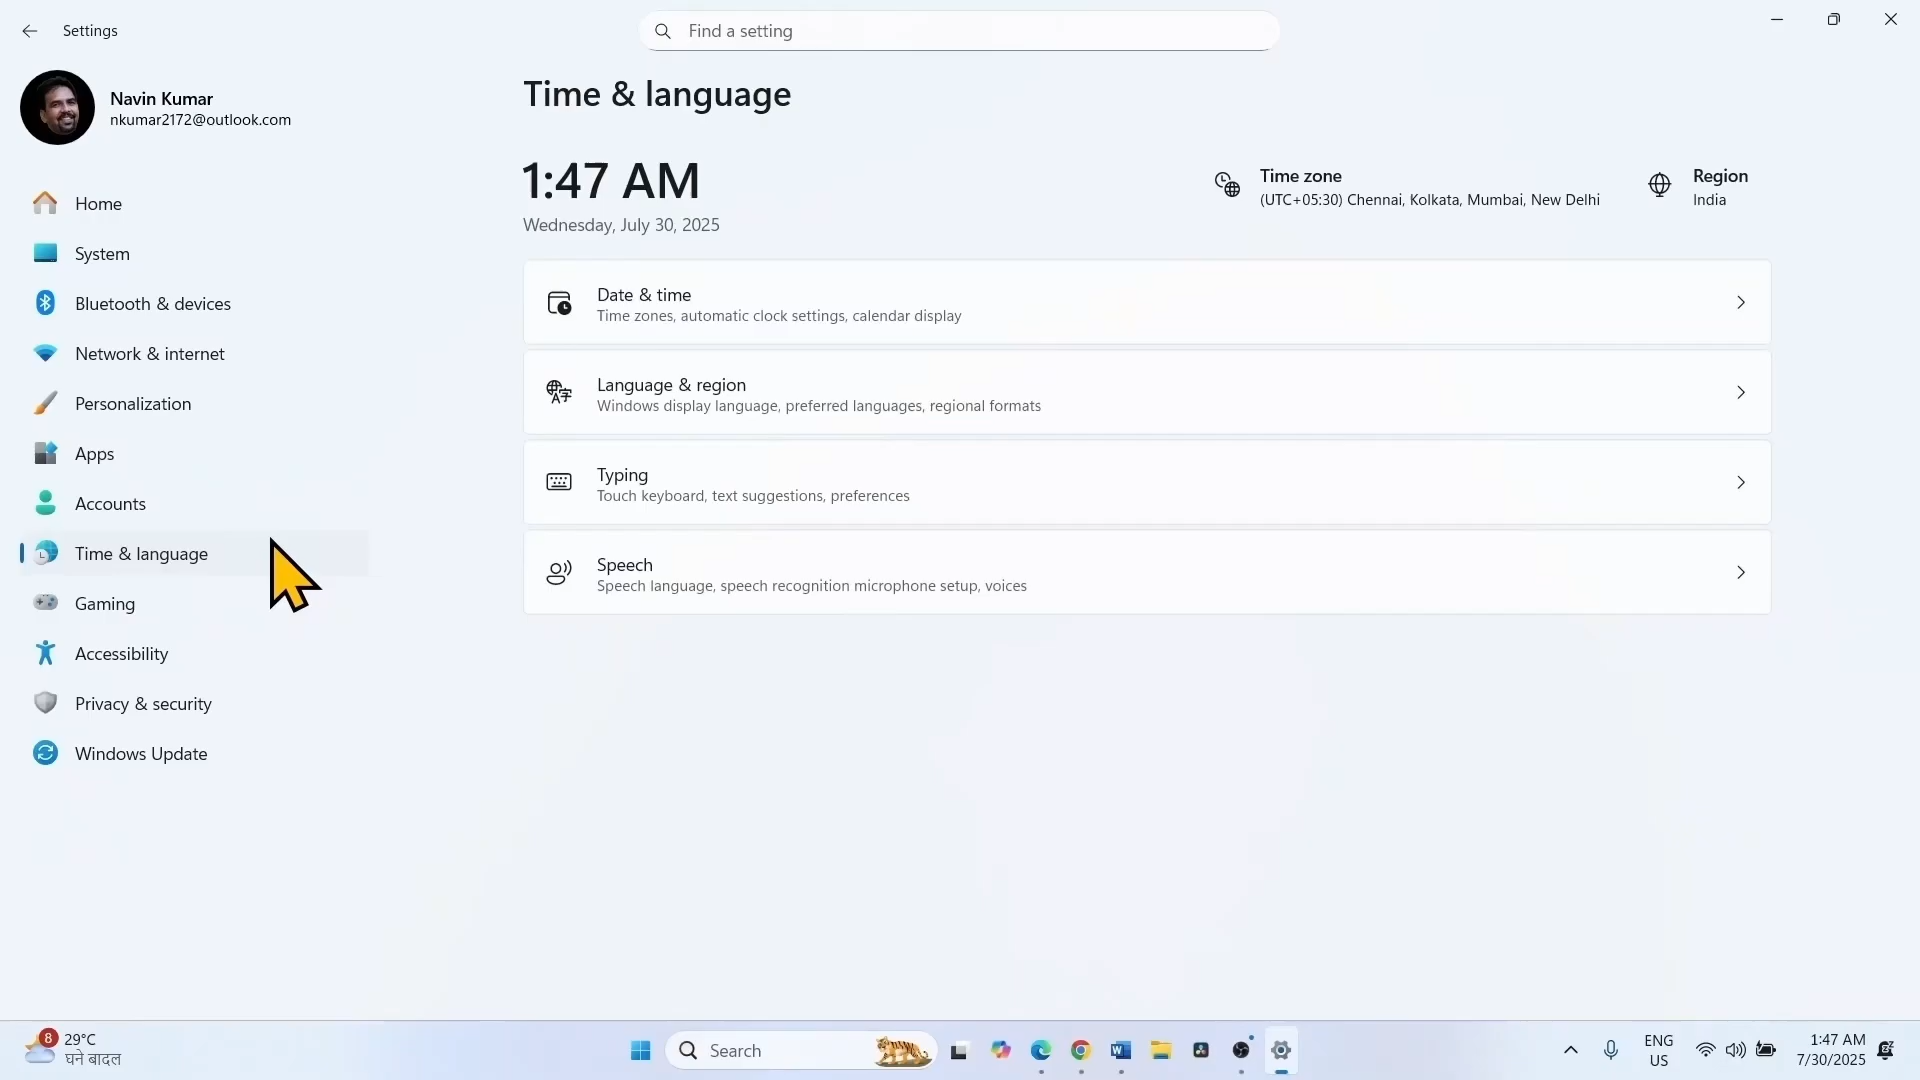 Settings
Find a setting
Navin Kumar
nkumar2172@outlook.com
Home
System
Bluetooth & devices
Network & internet
Personalization
Apps
Accounts
Time & language
Gaming
Accessibility
Privacy & security
Windows Update
Time & language
1:47 AM
Wednesday, July 30, 2025
Time zone
(UTC+05:30) Chennai, Kolkata, Mumbai, New Delhi
Region
India
Date & time
Time zones, automatic clock settings, calendar display
Language & region
Windows display language, preferred languages, regional formats
Typing
Touch keyboard, text suggestions, preferences
Speech
Speech language, speech recognition microphone setup, voices
8
29°C
घने बादल
Search
ENG
US
1:47 AM
7/30/2025